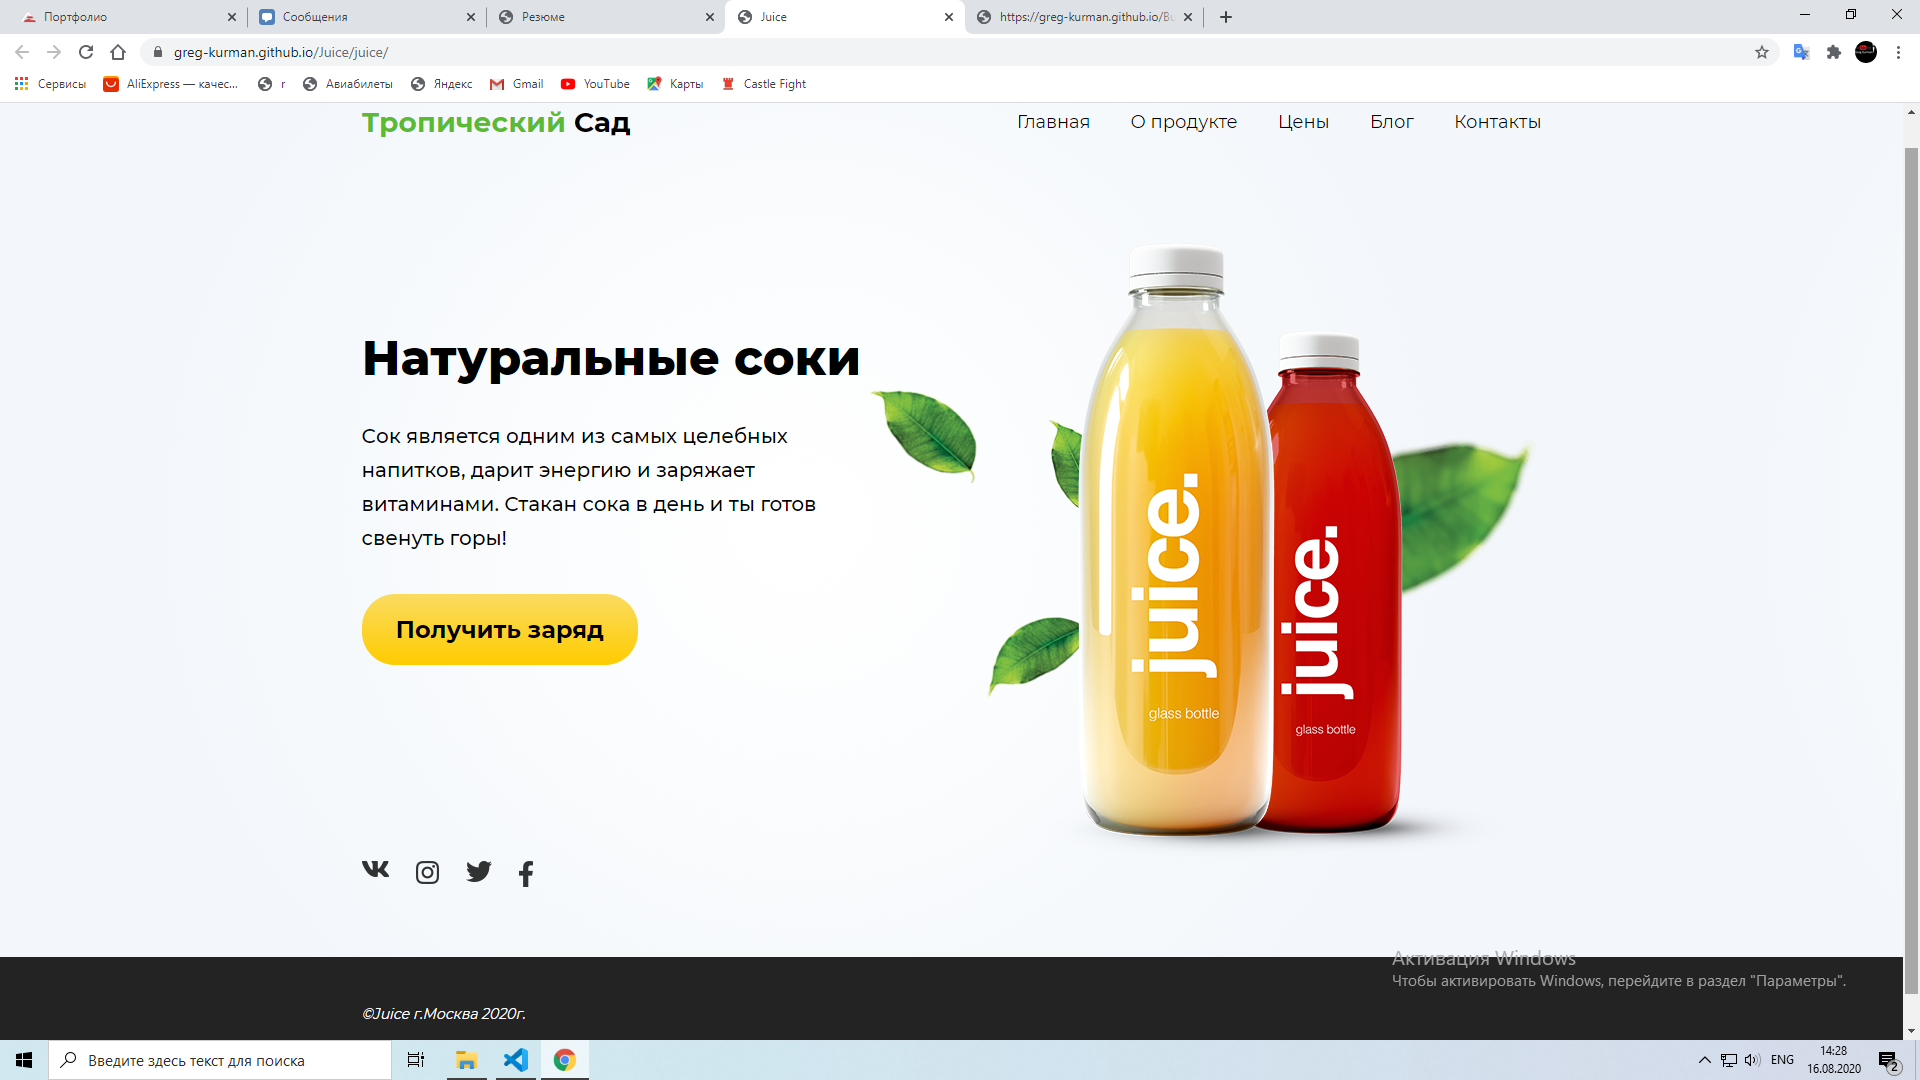 Портфолио
Сообщения
Резюме
Juice
https://greg-kurman.github.io/Bu
greg-kurman.github.io/Juice/juice/
Сервисы
AliExpress — качес...
r
Авиабилеты
Яндекс
Gmail
YouTube
Карты
Castle Fight
Тропический Сад
Главная
О продукте
Цены
Блог
Контакты
Натуральные соки
Сок является одним из самых целебных
напитков, дарит энергию и заряжает
витаминами. Стакан сока в день и ты готов
свенуть горы!
Получить заряд
juice.
glass bottle
juice.
glass bottle
Активация Windows
Чтобы активировать Windows, перейдите в раздел "Параметры".
©Juice г.Москва 2020г.
Введите здесь текст для поиска
ENG
14:28
16.08.2020
2